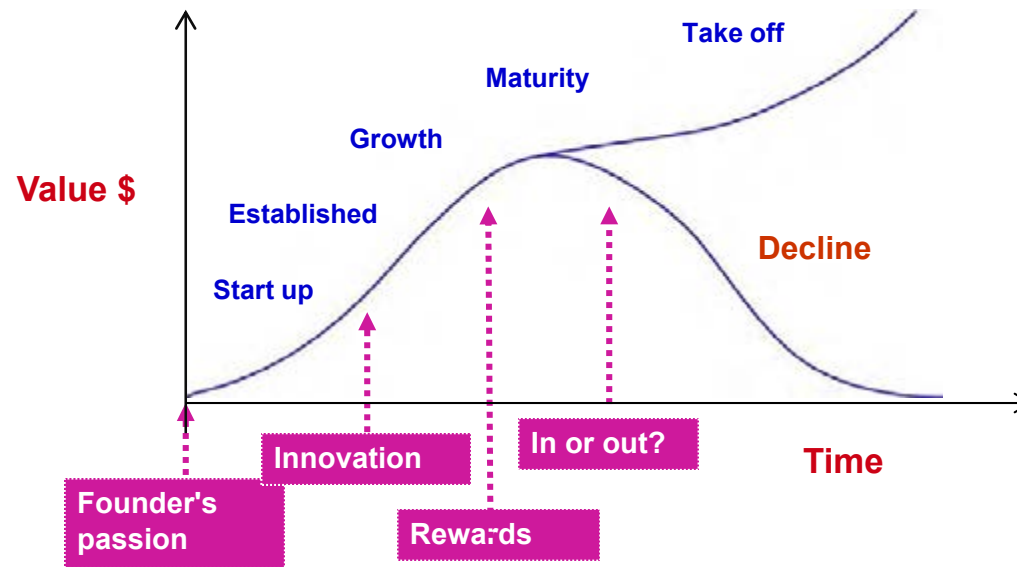 Take off
Maturity
Growth
Value $
Established
Decline
Start up
In or out?
Innovation
Time
Founder's
passion
Rewards